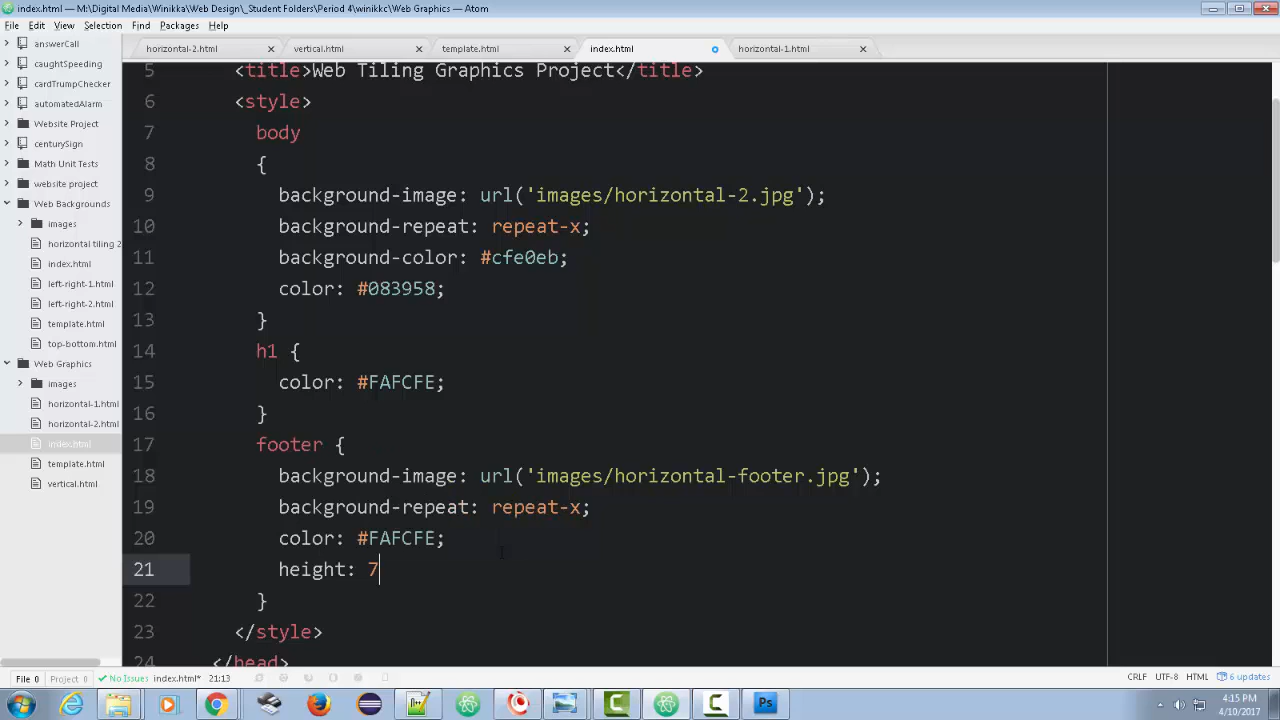 index.html - M:\Digital Media\Winikka\Web Design\_Student Folders\Period 4\winikkc\Web Graphics - Atom
File Edit View Selection Find Packages Help
answerCall
caughtSpeeding
cardTrumpChecker
automatedAlarm
Website Project
centurySign
Math Unit Tests
website project
Web Backgrounds
images
horizontal tiling 2
index.html
left-right-1.html
left-right-2.html
template.html
top-bottom.html
Web Graphics
images
horizontal-1.html
horizontal-2.html
index.html
template.html
vertical.html
horizontal-2.html vertical.html template.html index.html horizontal-1.html
5 <title>Web Tiling Graphics Project</title>
6 <style>
7 body
8 {
9 background-image: url('images/horizontal-2.jpg');
10 background-repeat: repeat-x;
11 background-color: #cfe0eb;
12 color: #083958;
13 }
14 h1 {
15 color: #FAFCFE;
16 }
17 footer {
18 background-image: url('images/horizontal-footer.jpg');
19 background-repeat: repeat-x;
20 color: #FAFCFE;
21 height: 7
22 }
23 </style>
24 </head>
File 0 Project 0 No Issues index.html* 21:13 CRLF UTF-8 HTML 6 updates
4:15 PM
4/10/2017